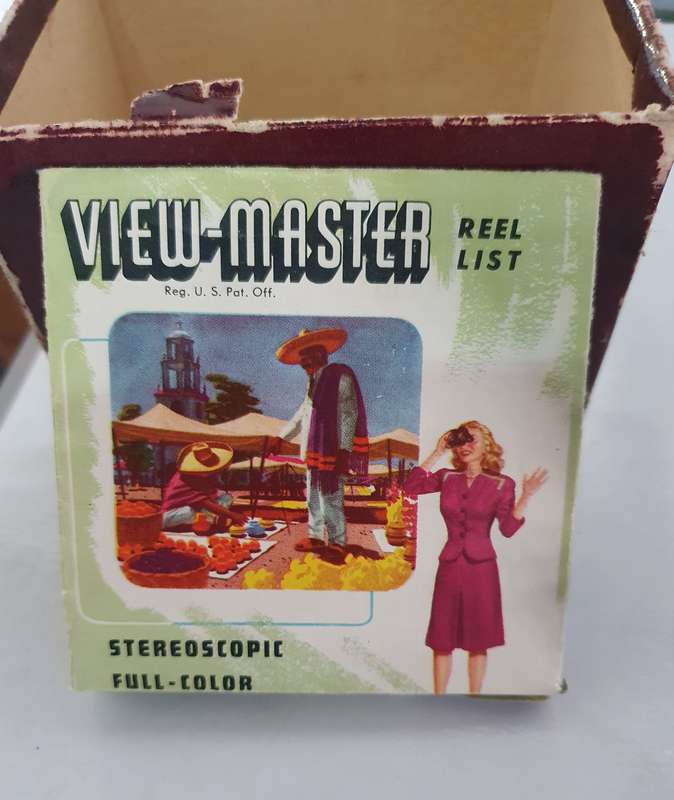 VIEW-MASTER
REEL
LIST
Reg. U. S. Pat. Off.
STEREOSCOPIC
FULL-COLOR